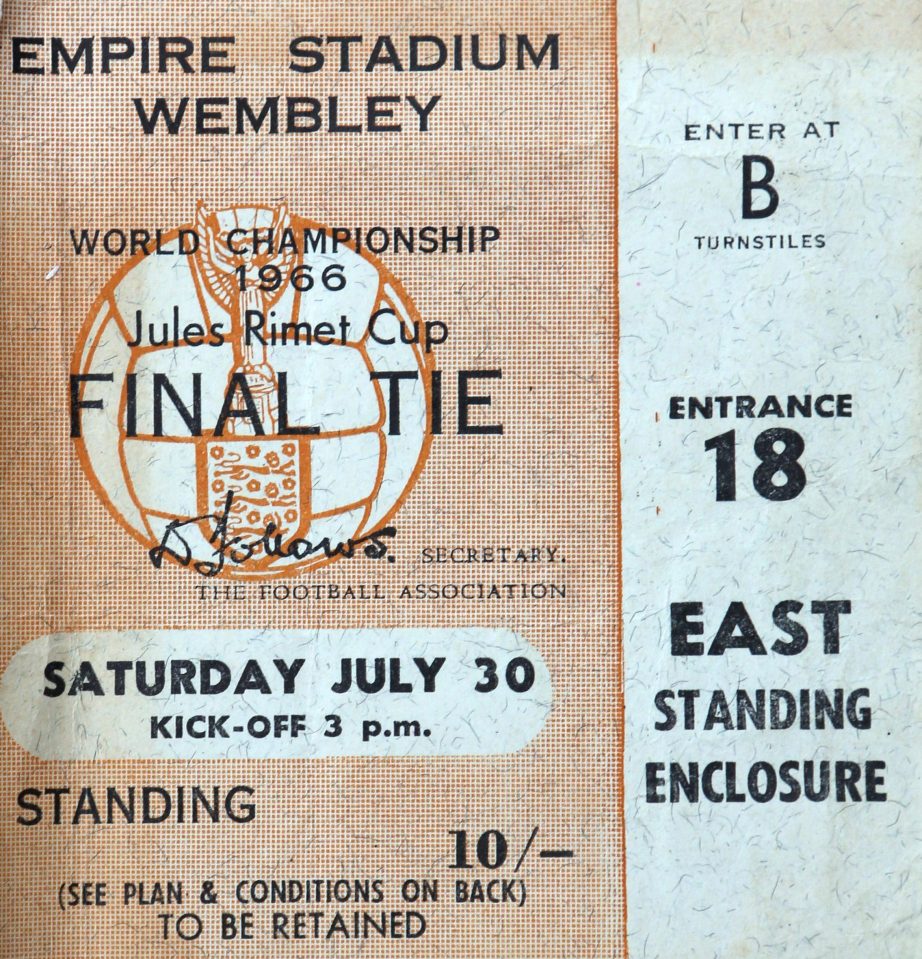 EMPIRE STADIUM
WEMBLEY
WORLD CHAMPIONSHIP
1966
Jules Rimet Cup
FINAL TIE
D Follows. SECRETARY.
THE FOOTBALL ASSOCIATION
SATURDAY JULY 30
KICK-OFF 3 p.m.
STANDING
10/–
(SEE PLAN & CONDITIONS ON BACK)
TO BE RETAINED
ENTER AT
B
TURNSTILES
ENTRANCE
18
EAST
STANDING
ENCLOSURE